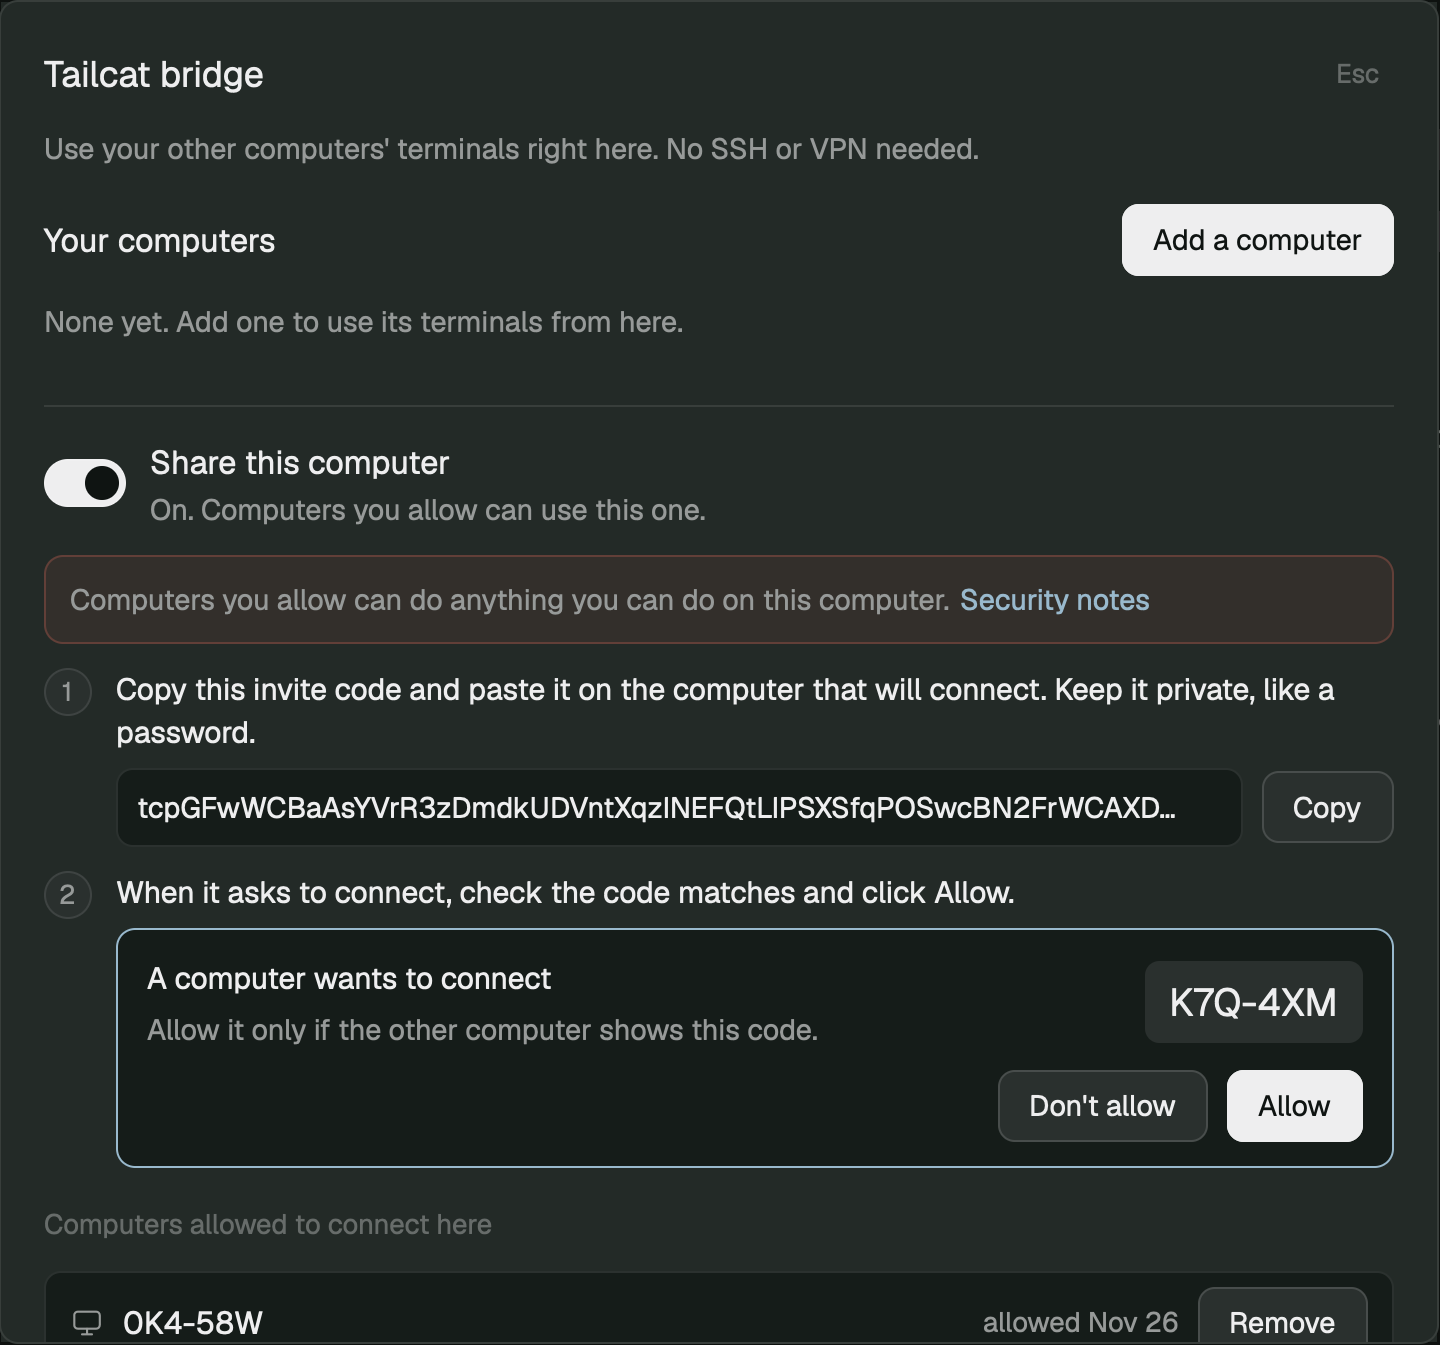 Tailcat bridge
Esc
Use your other computers' terminals right here. No SSH or VPN needed.
Your computers
Add a computer
None yet. Add one to use its terminals from here.
Share this computer
On. Computers you allow can use this one.
Computers you allow can do anything you can do on this computer. Security notes
1
Copy this invite code and paste it on the computer that will connect. Keep it private, like a
password.
tcpGFwWCBaAsYVrR3zDmdkUDVntXqzINEFQtLIPSXSfqPOSwcBN2FrWCAXD...
Copy
2
When it asks to connect, check the code matches and click Allow.
A computer wants to connect
K7Q-4XM
Allow it only if the other computer shows this code.
Don't allow
Allow
Computers allowed to connect here
0K4-58W
allowed Nov 26
Remove